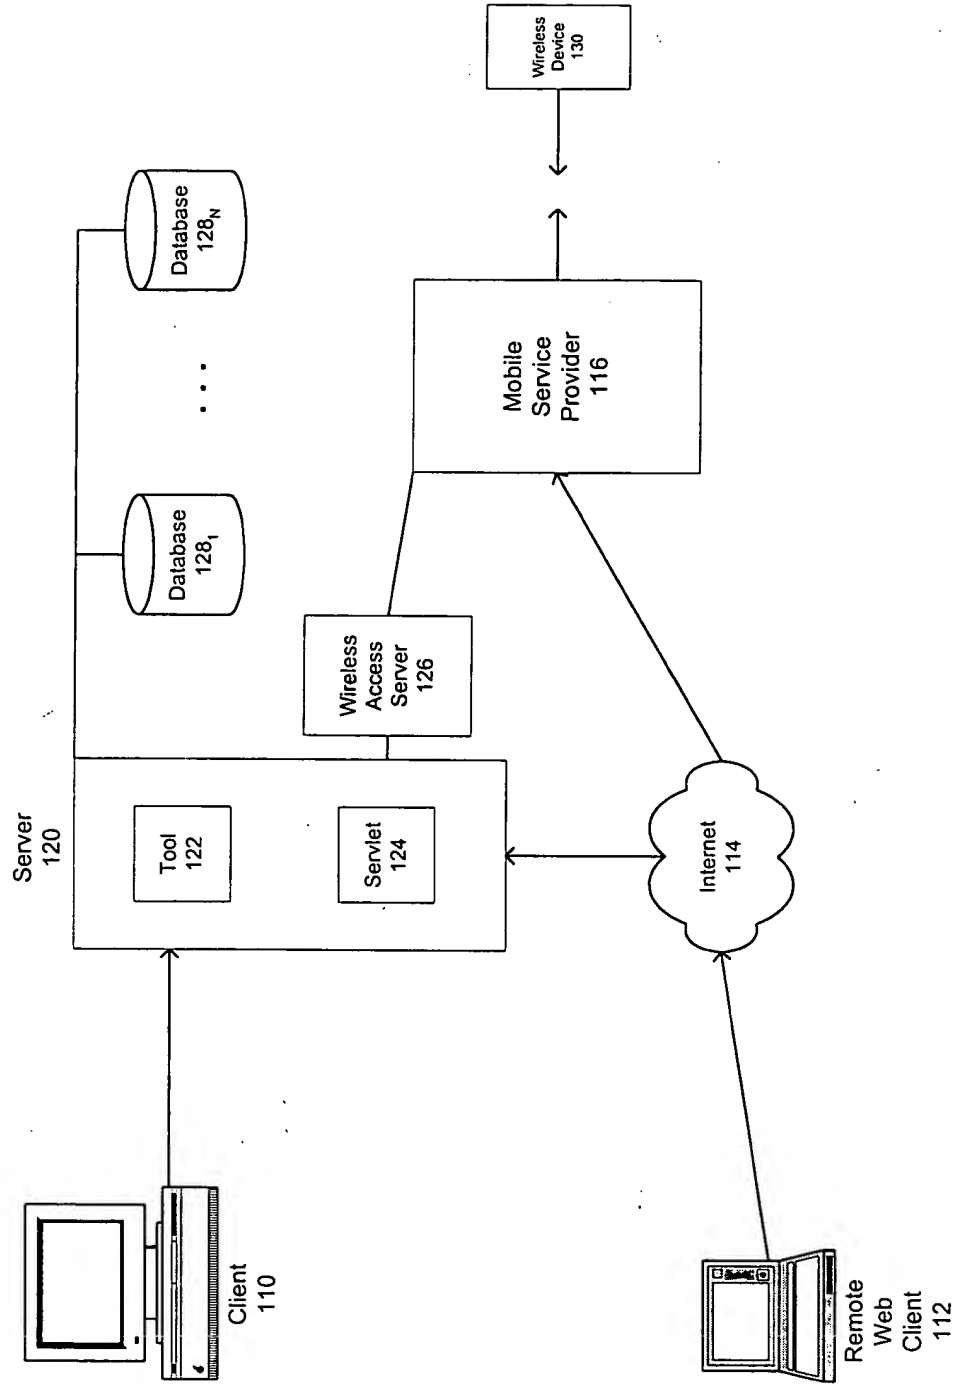 Server
120
Tool
122
Servlet
124
Database
128₁
. . .
Database
128ₙ
Client
110
Wireless
Access
Server
126
Mobile
Service
Provider
116
Wireless
Device
130
Internet
114
Remote
Web
Client
112